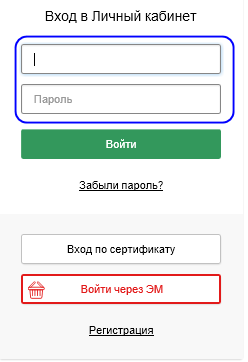 Вход в Личный кабинет
Пароль
Войти
Забыли пароль?
Вход по сертификату
Войти через ЭМ
Регистрация